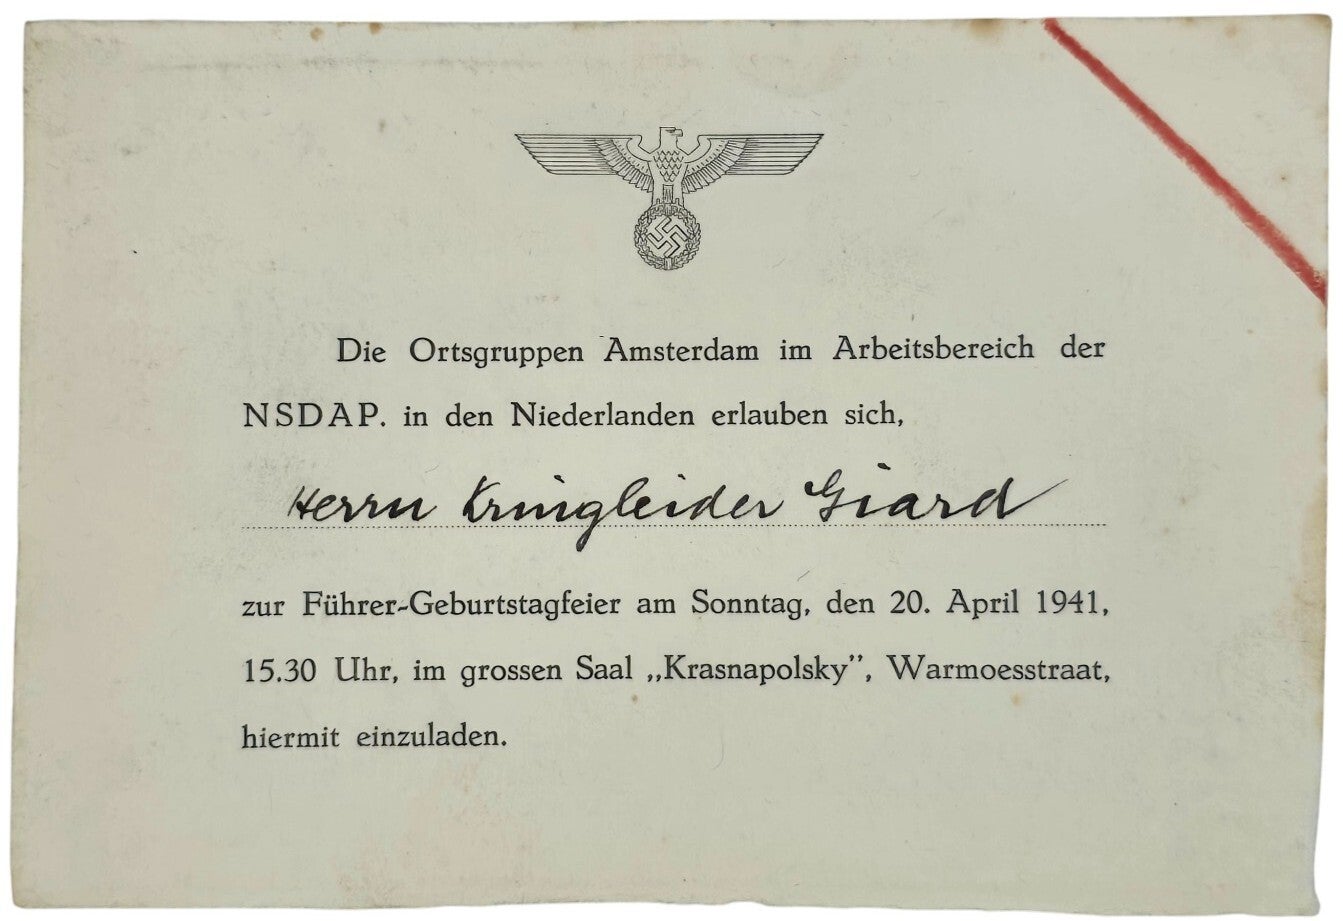 Die Ortsgruppen Amsterdam im Arbeitsbereich der
NSDAP. in den Niederlanden erlauben sich,
Herrn Kringleider Giard
zur Führer-Geburtstagfeier am Sonntag, den 20. April 1941,
15.30 Uhr, im grossen Saal „Krasnapolsky”, Warmoesstraat,
hiermit einzuladen.